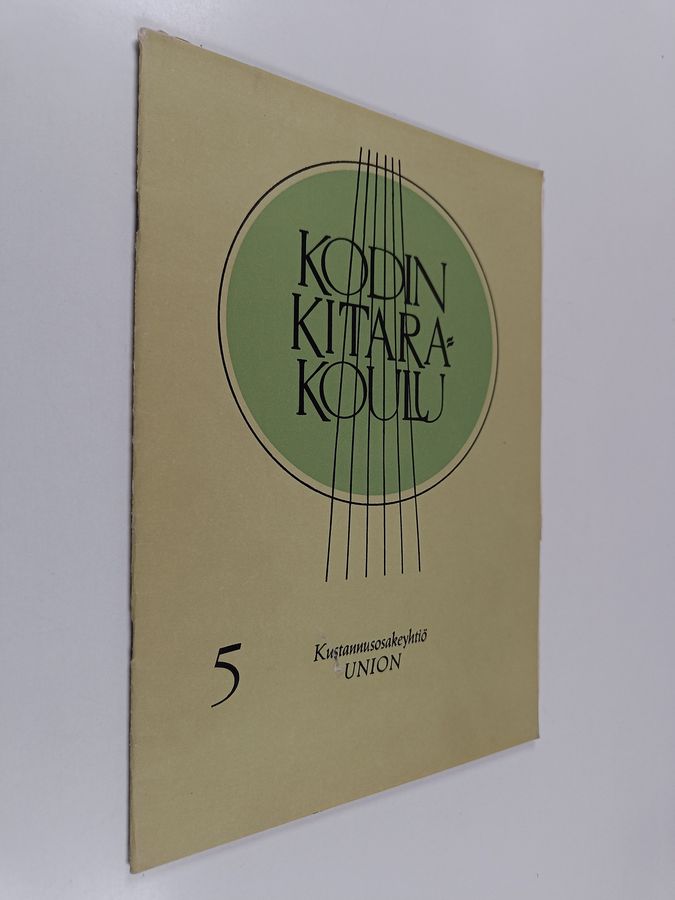 KODIN
KITARA-
KOULU
5
Kustannusosakeyhtiö
UNION